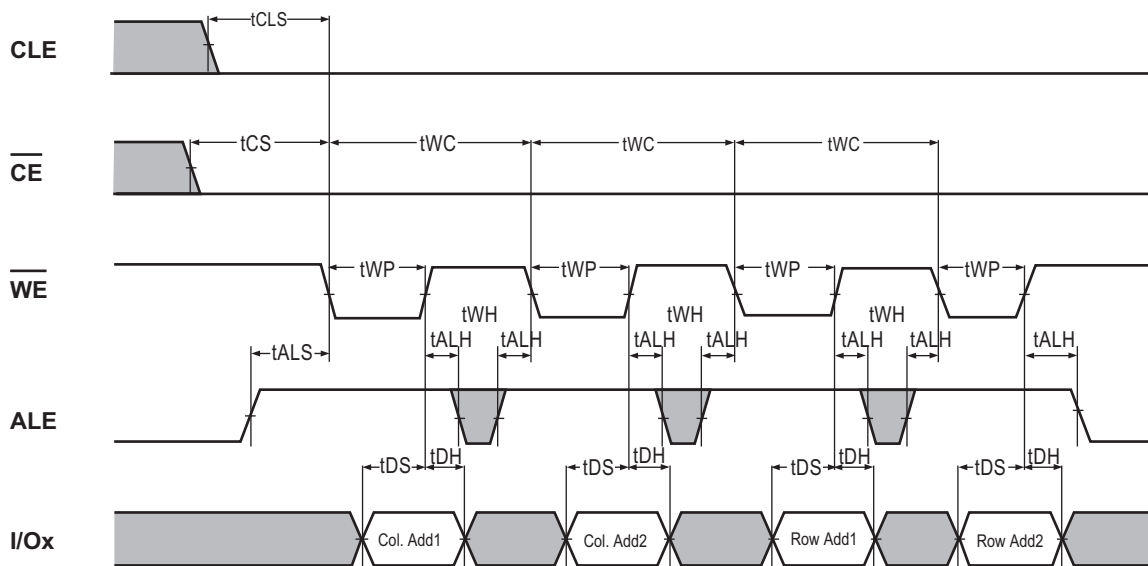 tCLS
CLE
tCS tWC tWC tWC
CE
tWP tWP tWP tWP
WE
tWH tWH tWH
tALS tALH tALH tALH tALH tALH tALH tALH
ALE
tDS tDH tDS tDH tDS tDH tDS tDH
I/Ox Col. Add1 Col. Add2 Row Add1 Row Add2